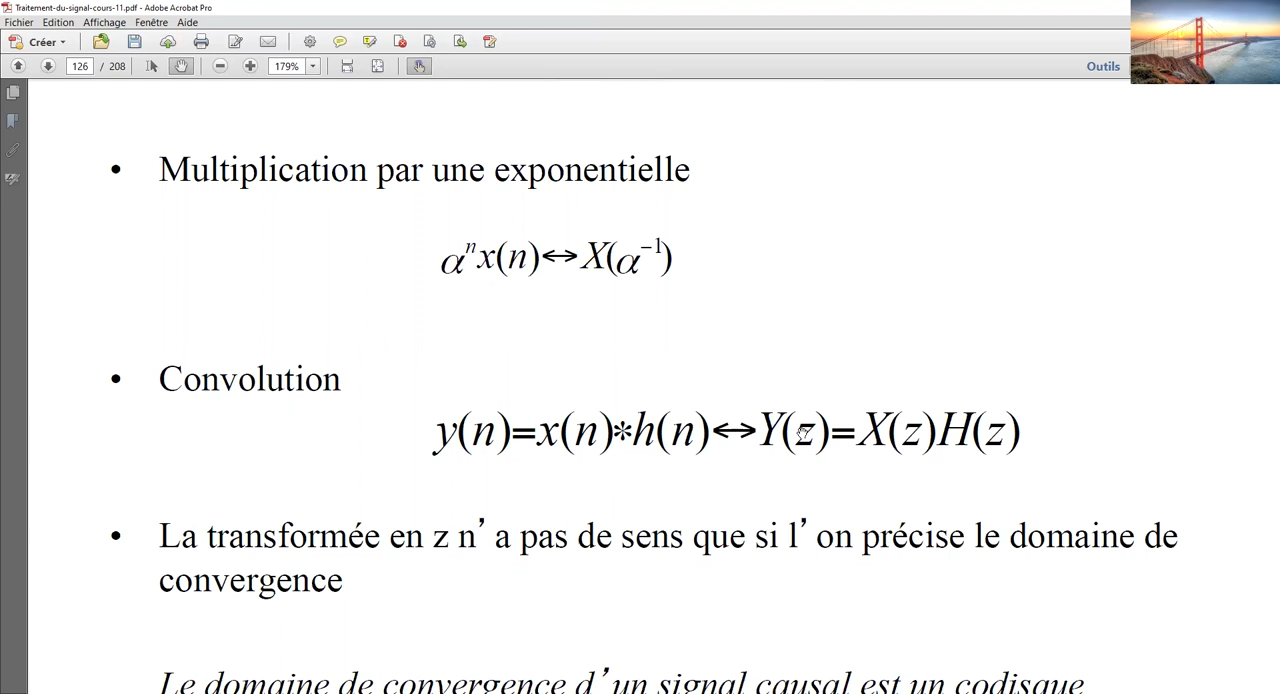 Traitement-du-signal-cours-11.pdf - Adobe Acrobat Pro
Fichier Edition Affichage Fenêtre Aide
Créer
126 / 208 179% Outils
• Multiplication par une exponentielle
αⁿx(n)↔X(α⁻¹)
• Convolution
y(n)=x(n)*h(n)↔Y(z)=X(z)H(z)
• La transformée en z n’a pas de sens que si l’on précise le domaine de
convergence
Le domaine de convergence d’un signal causal est un codisque